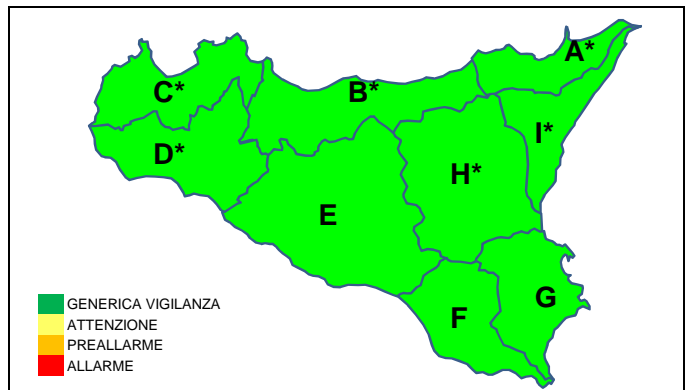 A*
C*
B*
I*
D*
H*
E
G
F
GENERICA VIGILANZA
ATTENZIONE
PREALLARME
ALLARME